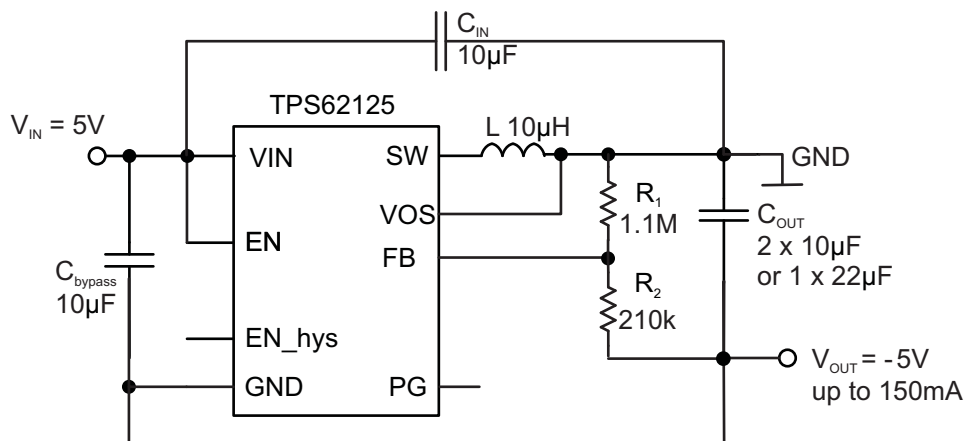 C_IN
10µF
TPS62125
V_IN = 5V
L 10µH
VIN
SW
GND
R_1
1.1M
VOS
C_OUT
2 x 10µF
or 1 x 22µF
EN
FB
C_bypass
10µF
R_2
210k
EN_hys
GND
PG
V_OUT = -5V
up to 150mA